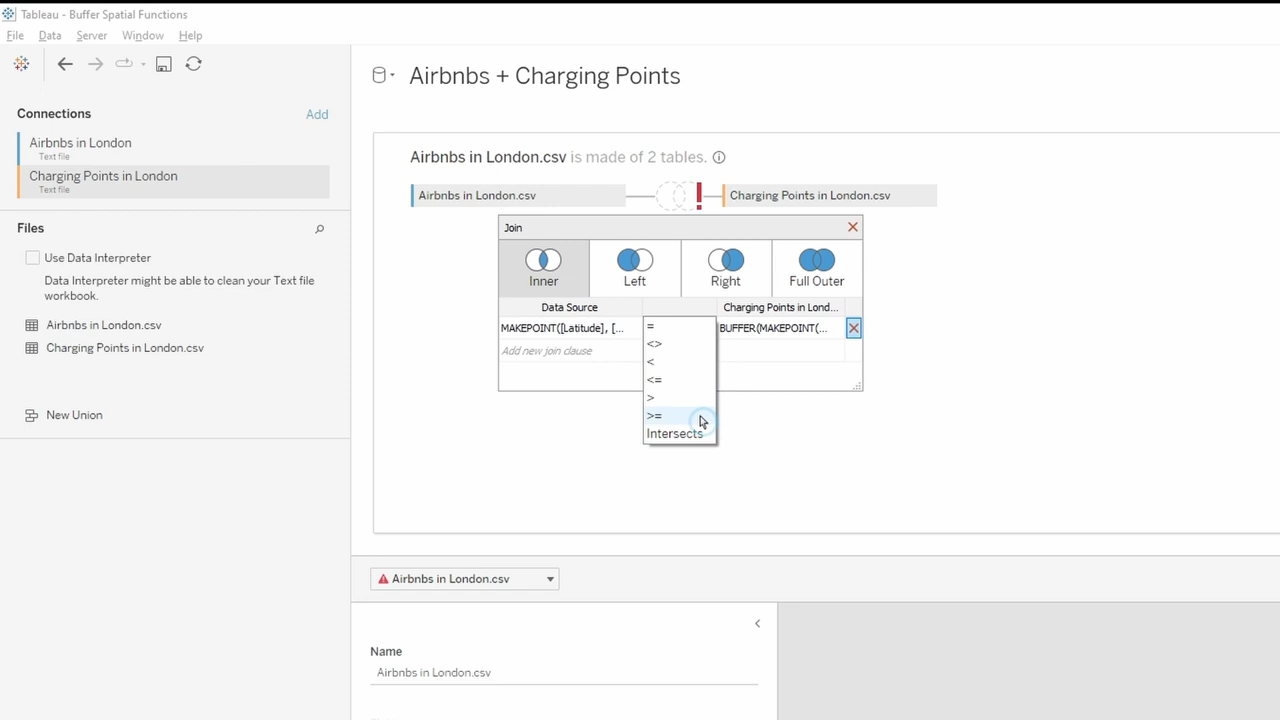 Tableau - Buffer Spatial Functions
File Data Server Window Help
Airbnbs + Charging Points
Connections Add
Airbnbs in London
Text file
Charging Points in London
Text file
Airbnbs in London.csv is made of 2 tables.
Airbnbs in London.csv Charging Points in London.csv
Join
Inner Left Right Full Outer
Data Source Charging Points in Lond...
MAKEPOINT([Latitude], [... = BUFFER(MAKEPOINT(...
Add new join clause
<>
<
<=
>
>=
Intersects
Files
Use Data Interpreter
Data Interpreter might be able to clean your Text file
workbook.
Airbnbs in London.csv
Charging Points in London.csv
New Union
Airbnbs in London.csv
Name
Airbnbs in London.csv